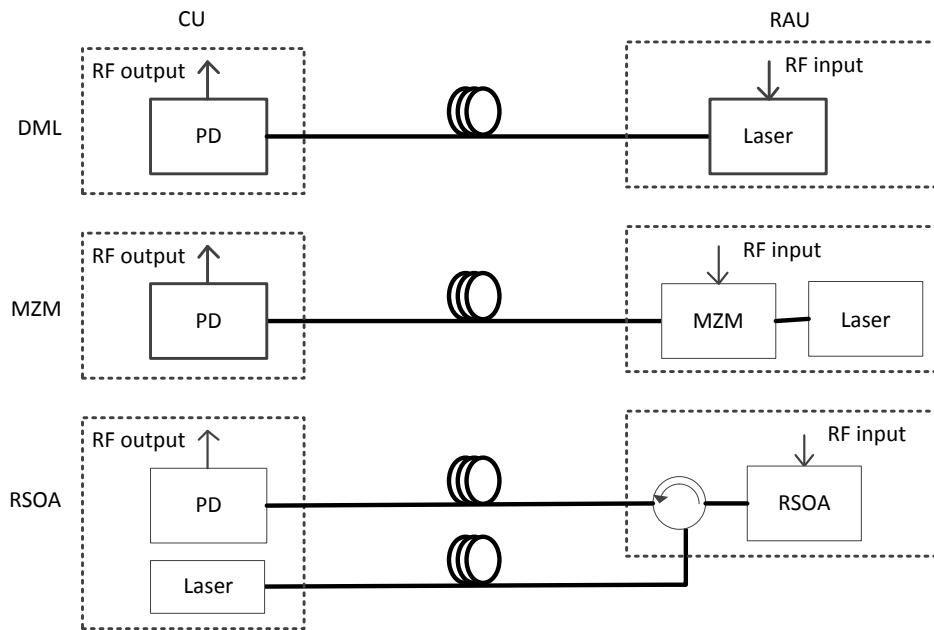 CU
RAU
DML
RF output
PD
RF input
Laser
MZM
RF output
PD
RF input
MZM
Laser
RSOA
RF output
PD
RF input
RSOA
Laser